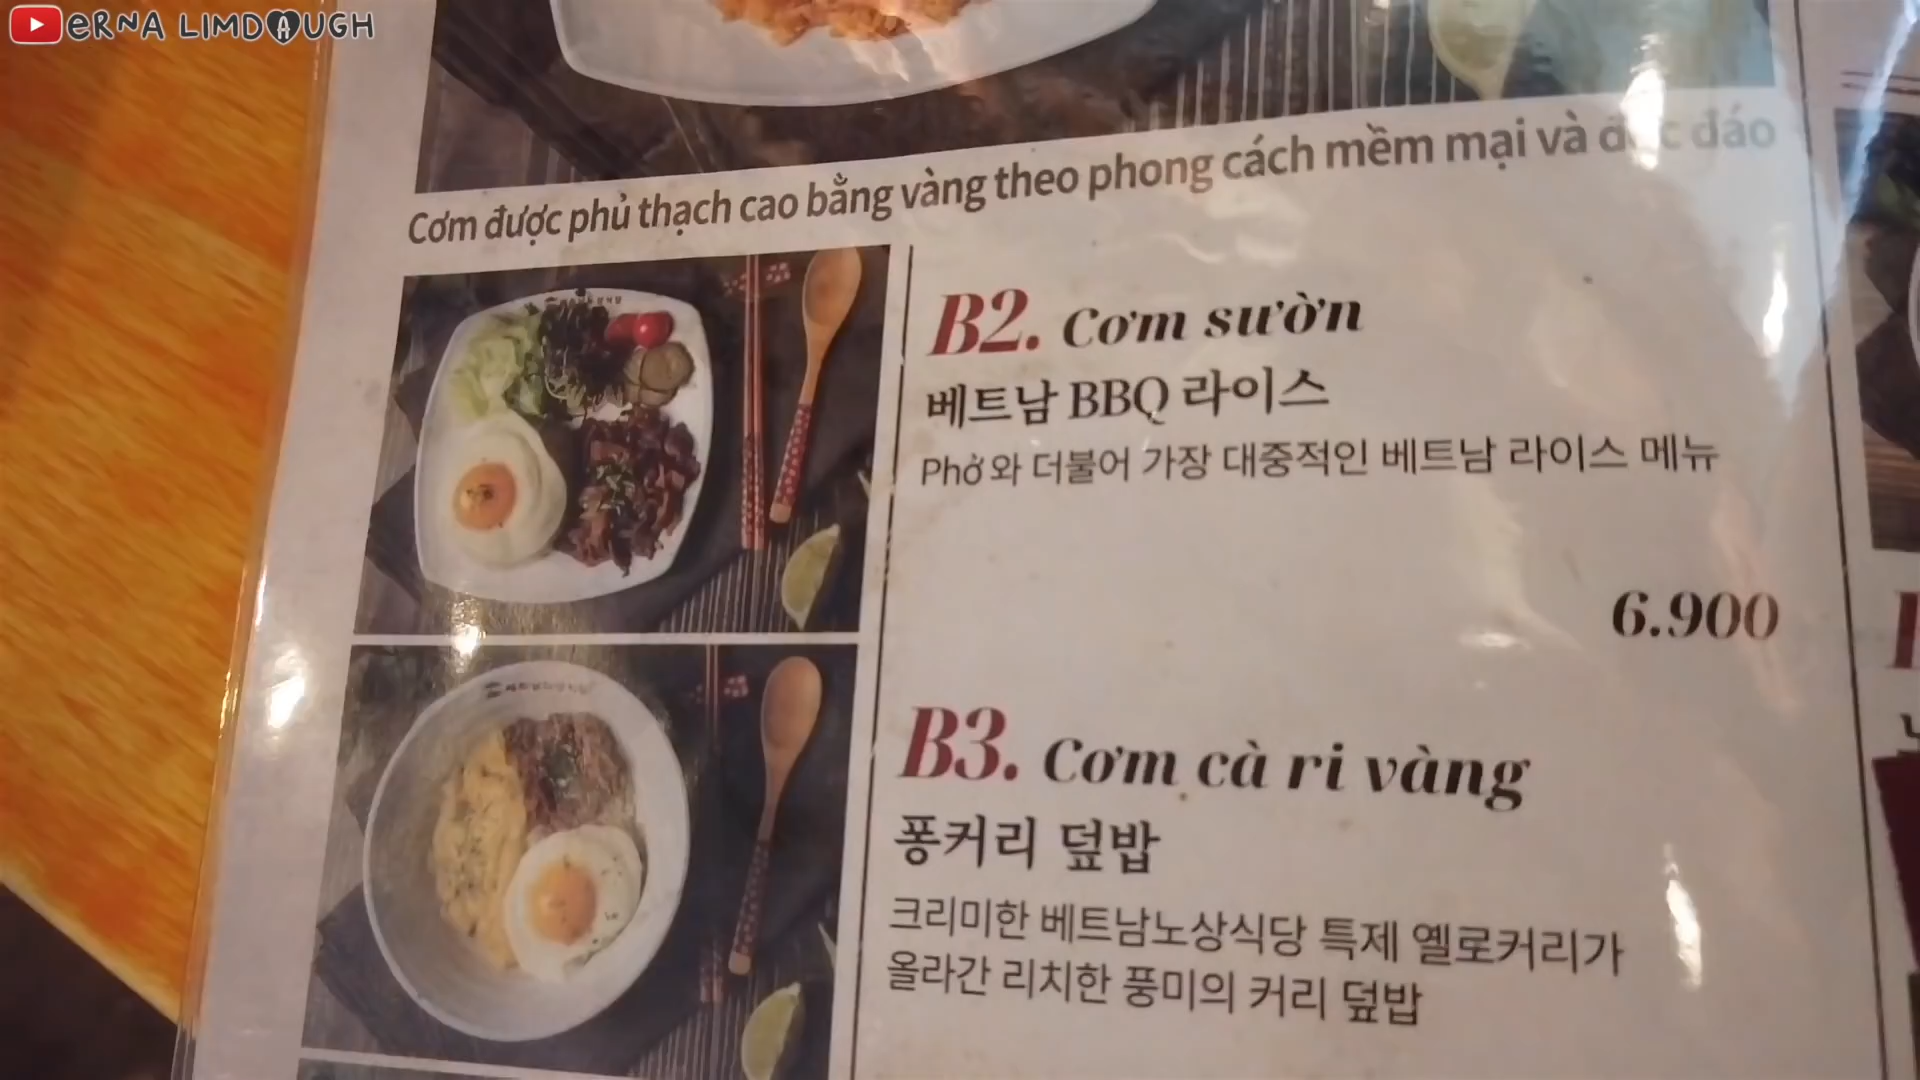 ERNA LIMDOUGH
Cơm được phủ thạch cao bằng vàng theo phong cách mềm mại và đáo
B2. Cơm sườn
베트남 BBQ 라이스
Phở와 더불어 가장 대중적인 베트남 라이스 메뉴
6.900
B3. Cơm cà ri vàng
퐁커리 덮밥
크리미한 베트남노상식당 특제 옐로커리가
올라간 리치한 풍미의 커리 덮밥